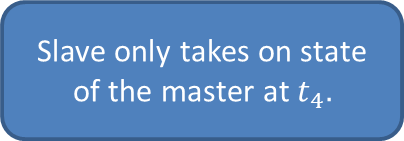 Slave only takes on state
of the master at t₄.